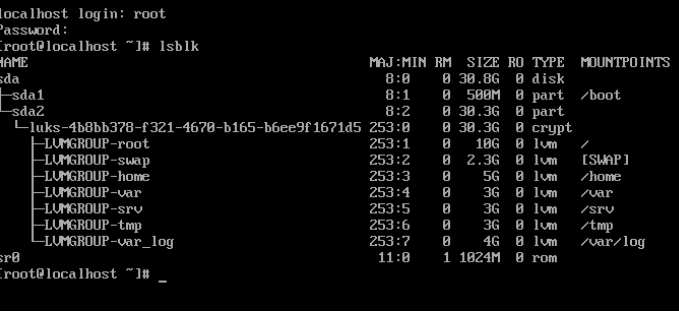 localhost login: root
Password:
[root@localhost ~]# lsblk
NAME MAJ:MIN RM SIZE RO TYPE MOUNTPOINTS
sda 8:0 0 30.8G 0 disk
├─sda1 8:1 0 500M 0 part /boot
└─sda2 8:2 0 30.3G 0 part
└─luks-4b8bb378-f321-4670-b165-b6ee9f1671d5 253:0 0 30.3G 0 crypt
├─LVMGROUP-root 253:1 0 10G 0 lvm /
├─LVMGROUP-swap 253:2 0 2.3G 0 lvm [SWAP]
├─LVMGROUP-home 253:3 0 5G 0 lvm /home
├─LVMGROUP-var 253:4 0 3G 0 lvm /var
├─LVMGROUP-srv 253:5 0 3G 0 lvm /srv
├─LVMGROUP-tmp 253:6 0 3G 0 lvm /tmp
└─LVMGROUP-var_log 253:7 0 4G 0 lvm /var/log
sr0 11:0 1 1024M 0 rom
[root@localhost ~]# _